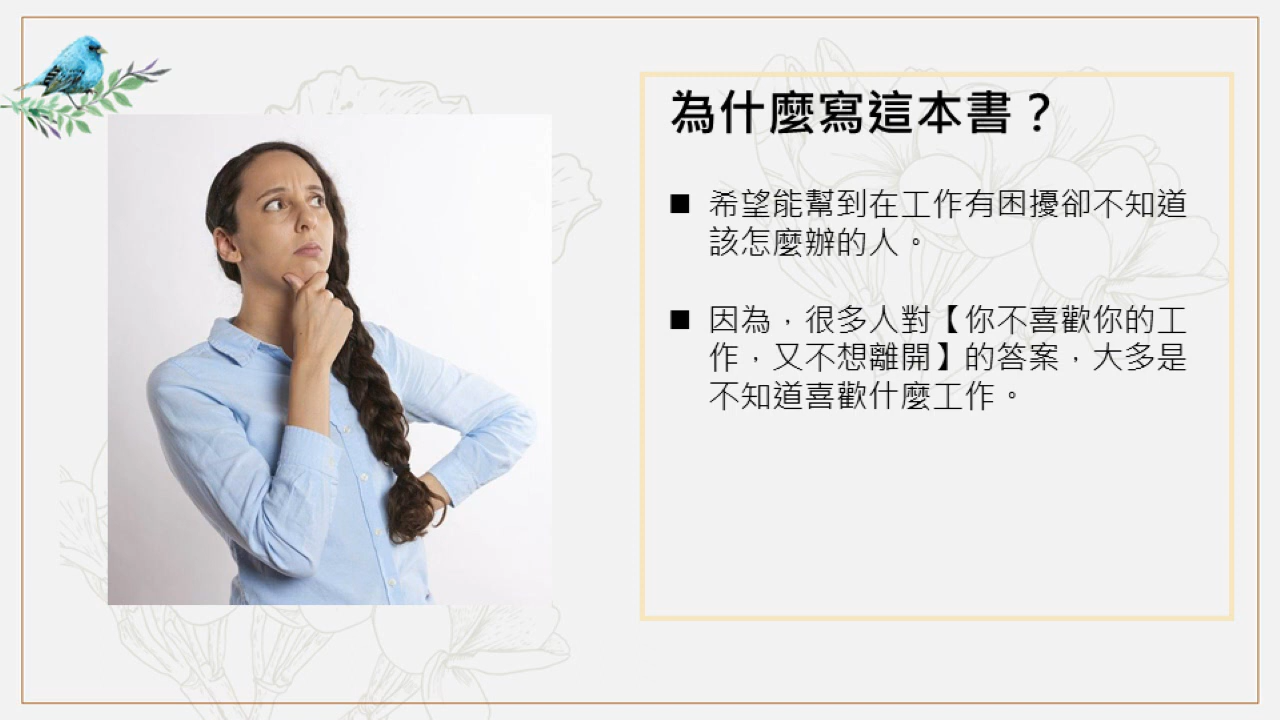 為什麼寫這本書？
■ 希望能幫到在工作有困擾卻不知道
該怎麼辦的人。
■ 因為，很多人對【你不喜歡你的工
作，又不想離開】的答案，大多是
不知道喜歡什麼工作。